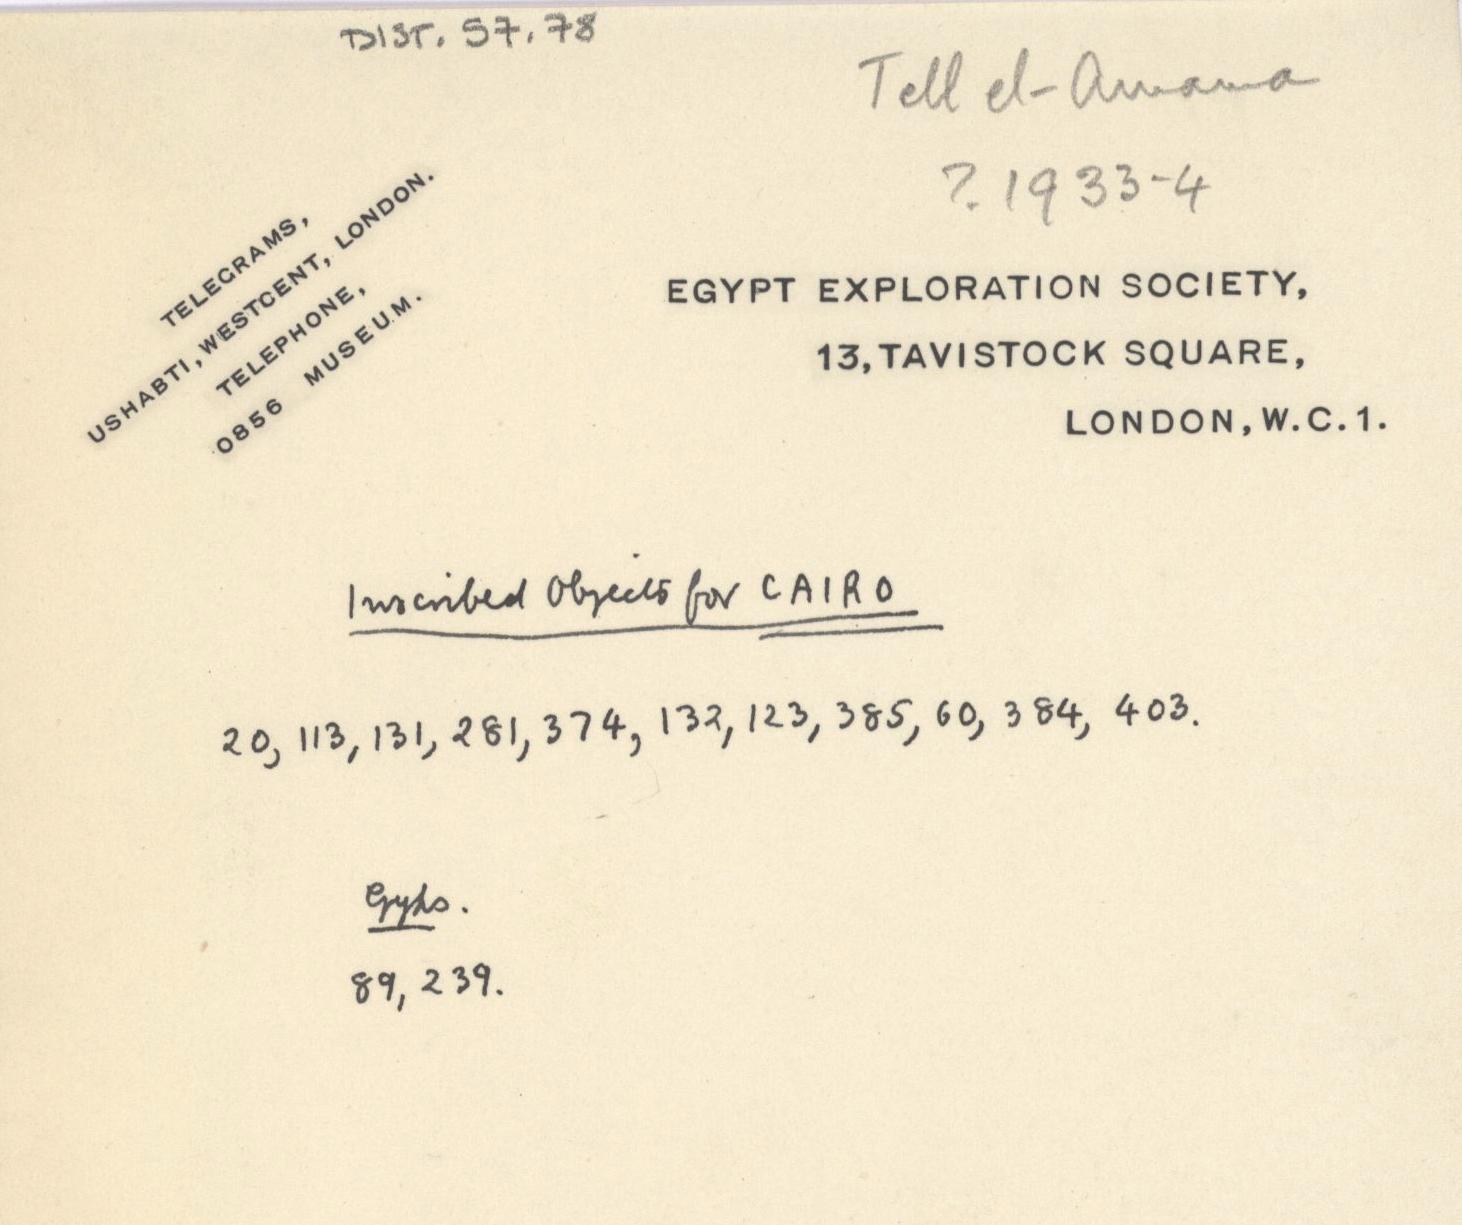 DIST. 57.78
Tell el-Amarna
?. 1933-4
TELEGRAMS,
USHABTI, WESTCENT, LONDON.
TELEPHONE,
0856 MUSEUM.
EGYPT EXPLORATION SOCIETY,
13, TAVISTOCK SQUARE,
LONDON, W.C.1.
Inscribed Objects for CAIRO
20, 113, 131, 281, 374, 132, 123, 385, 60, 384, 403.
89, 239.